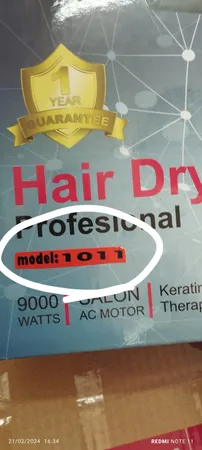 1
YEAR
GUARANTEE
Hair Dry
Profesional
model: 1011
9000 SALON Keratin
WATTS AC MOTOR Therap
21/02/2024 16:34 REDMI NOTE 11